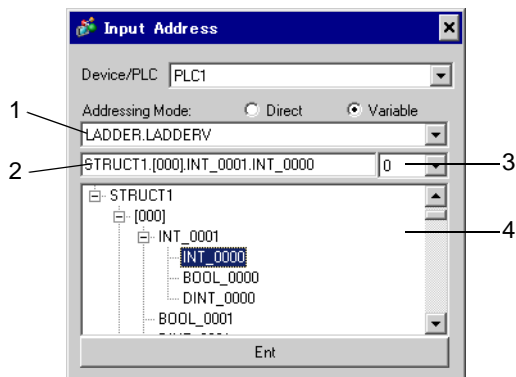 Input Address
Device/PLC PLC1
Addressing Mode: Direct Variable
1
LADDER.LADDERV
2
STRUCT1.[000].INT_0001.INT_0000 0
3
STRUCT1
[000]
4
INT_0001
INT_0000
BOOL_0000
DINT_0000
BOOL_0001
Ent